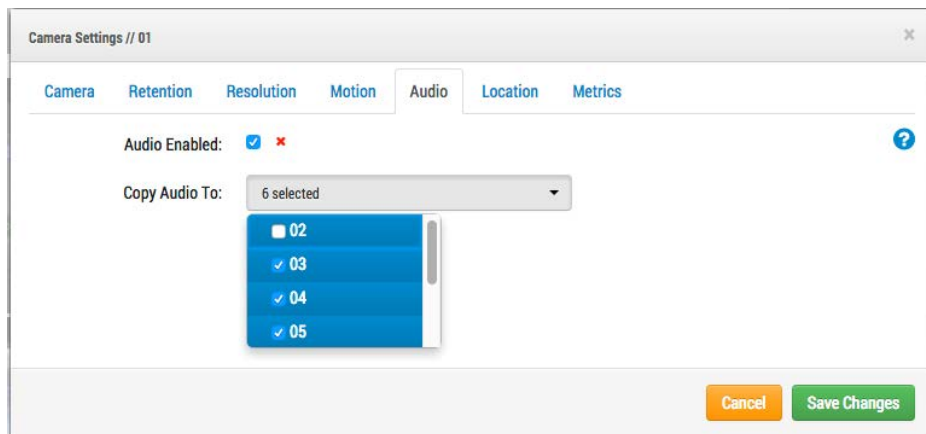 Camera Settings // 01 ×
Camera Retention Resolution Motion Audio Location Metrics
Audio Enabled: ?
Copy Audio To: 6 selected
02
03
04
05
Cancel Save Changes